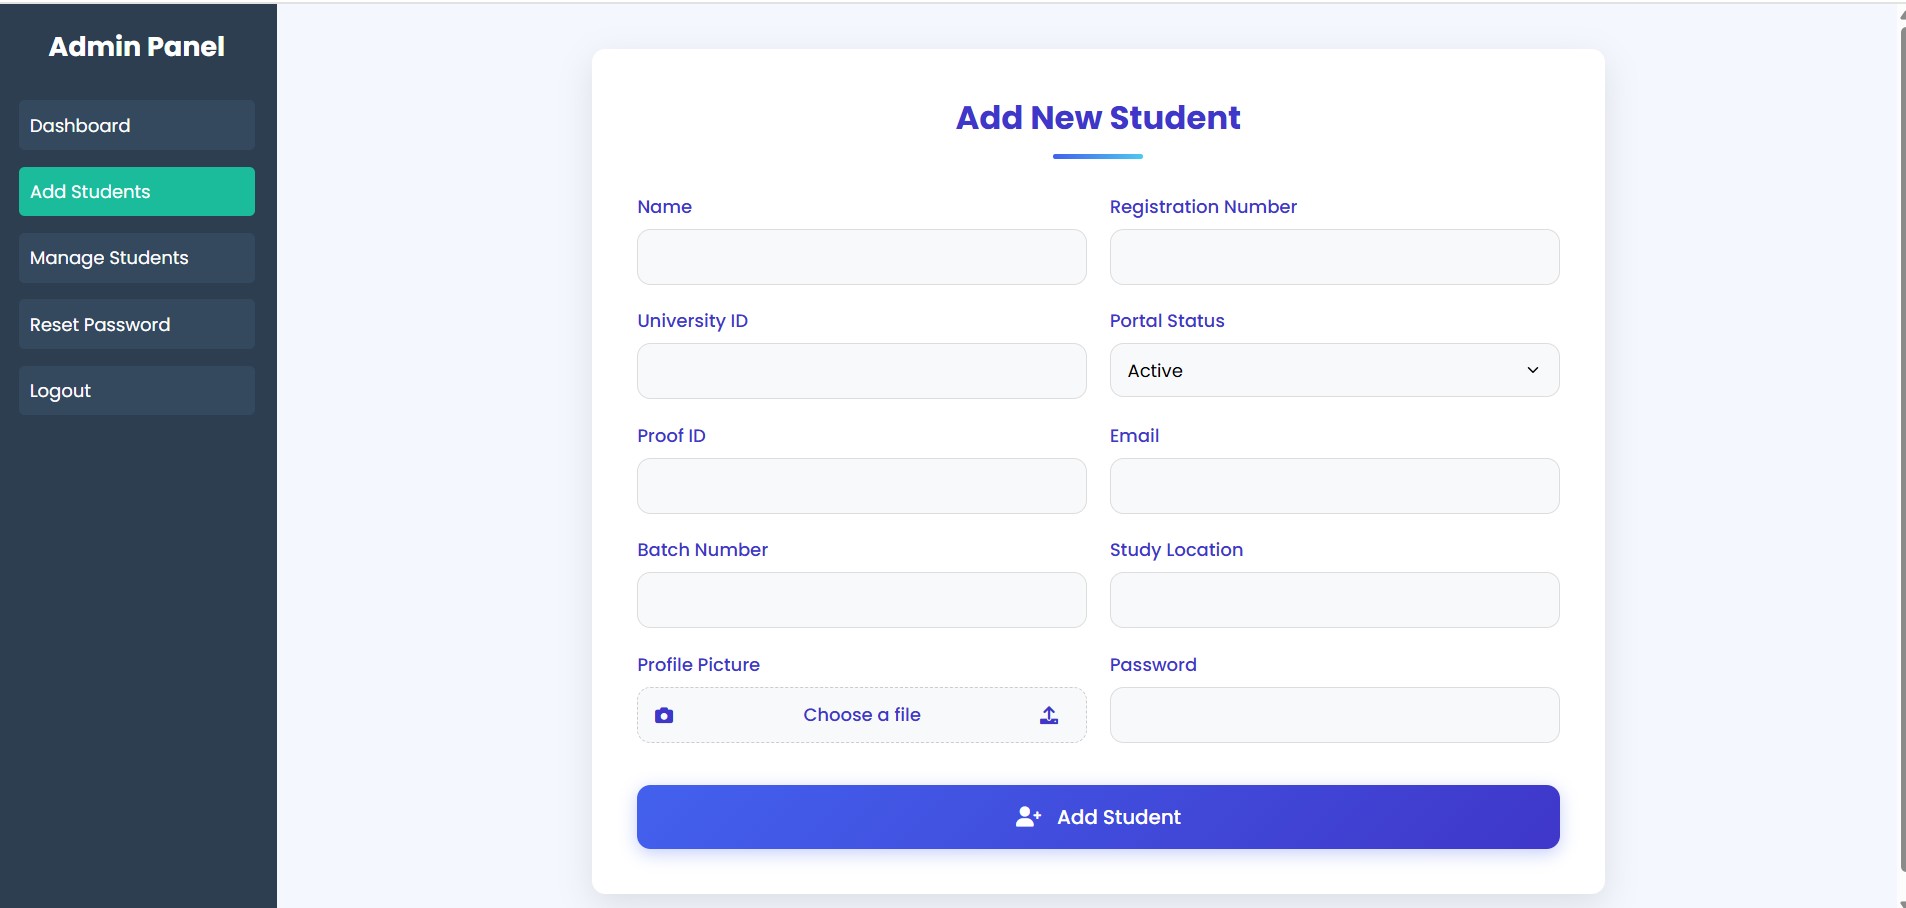 Admin Panel
Dashboard
Add Students
Manage Students
Reset Password
Logout
Add New Student
Name
Registration Number
University ID
Portal Status
Active
Proof ID
Email
Batch Number
Study Location
Profile Picture
Password
Choose a file
Add Student